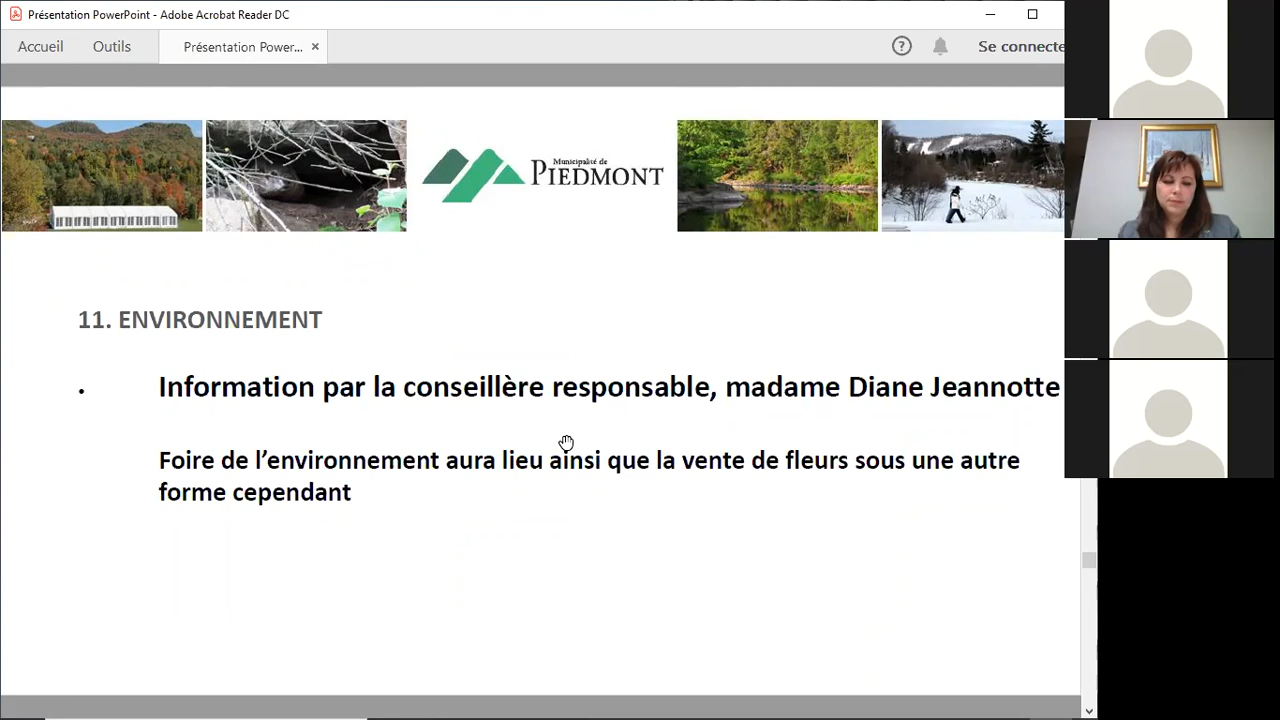 Présentation PowerPoint - Adobe Acrobat Reader DC
Accueil
Outils
Présentation Power...
Se connecte
Municipalité de
PIEDMONT
11. ENVIRONNEMENT
• Information par la conseillère responsable, madame Diane Jeannotte
Foire de l’environnement aura lieu ainsi que la vente de fleurs sous une autre
forme cependant